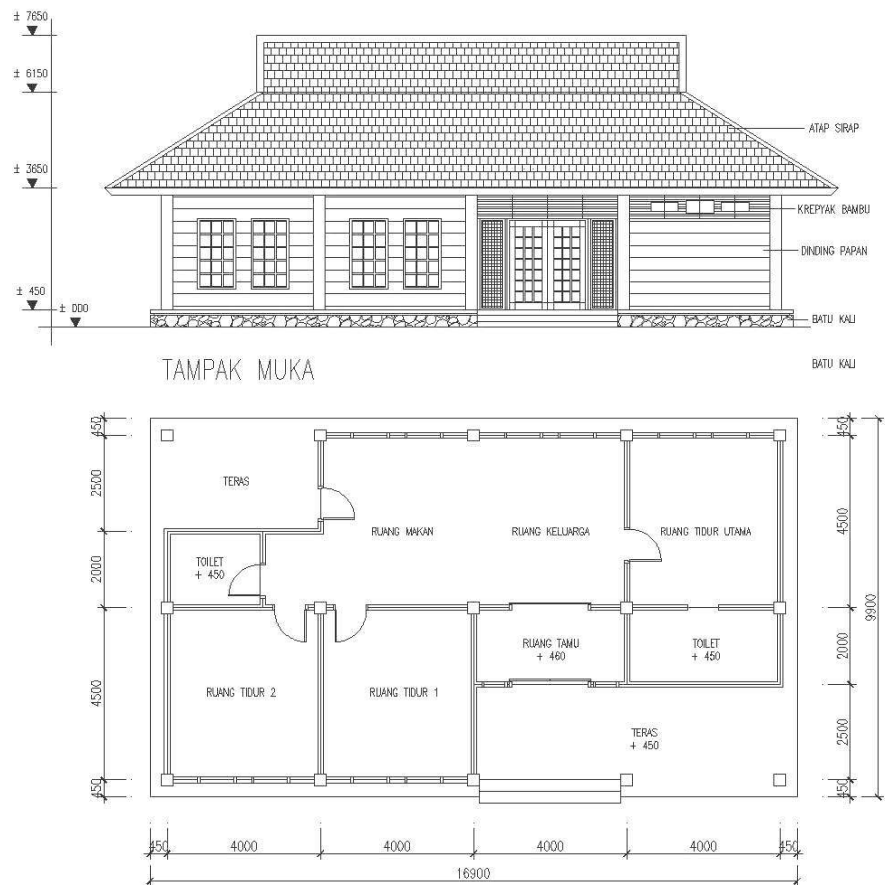 ± 7650
± 6150
ATAP SIRAP
± 3650
KREPYAK BAMBU
DINDING PAPAN
± 450
± 000
BATU KALI
TAMPAK MUKA
BATU KALI
450
2500
2000
4500
450
TERAS
RUANG MAKAN
RUANG KELUARGA
RUANG TIDUR UTAMA
TOILET
+ 450
RUANG TAMU
+ 460
TOILET
+ 450
RUANG TIDUR 2
RUANG TIDUR 1
TERAS
+ 450
450
4500
2000
2500
450
9900
450
4000
4000
4000
4000
450
16900